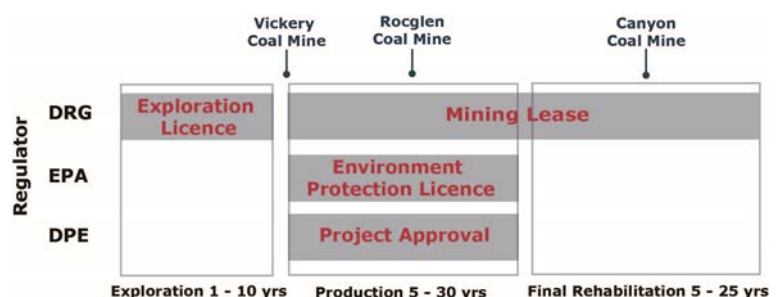 Vickery
Coal Mine
Rocglen
Coal Mine
Canyon
Coal Mine
Regulator
DRG
Exploration
Licence
Mining Lease
EPA
Environment
Protection Licence
DPE
Project Approval
Exploration 1 - 10 yrs
Production 5 - 30 yrs
Final Rehabilitation 5 - 25 yrs